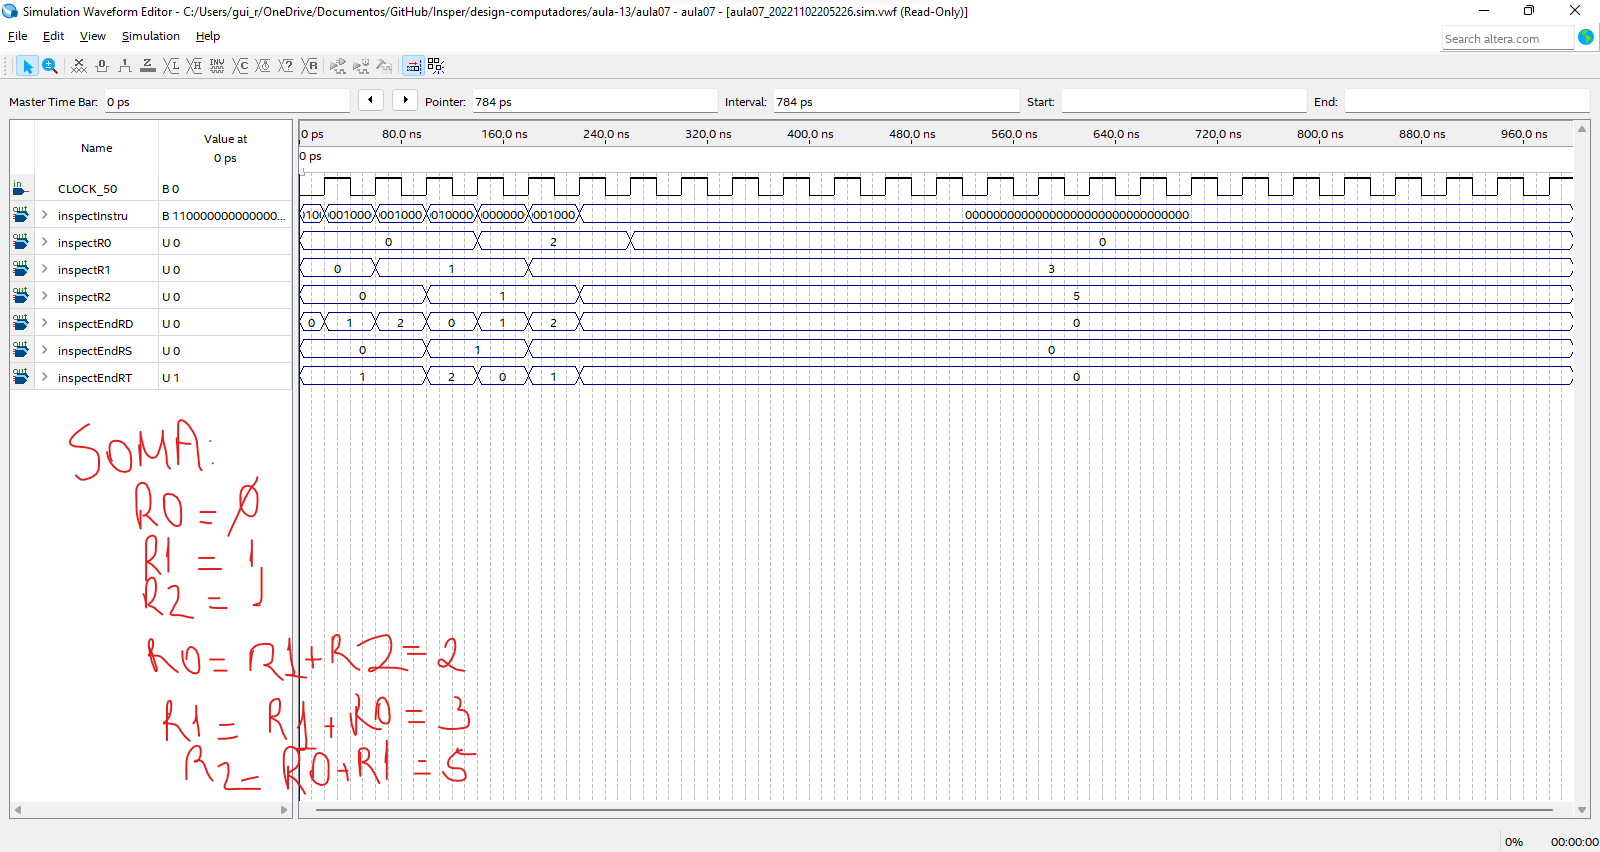 Simulation Waveform Editor - C:/Users/gui_r/OneDrive/Documentos/GitHub/Insper/design-computadores/aula-13/aula07 - aula07 - [aula07_20221102205226.sim.vwf (Read-Only)]
File Edit View Simulation Help
Search altera.com
Master Time Bar: 0 ps Pointer: 784 ps Interval: 784 ps Start: End:
Name Value at 0 ps
0 ps 80.0 ns 160.0 ns 240.0 ns 320.0 ns 400.0 ns 480.0 ns 560.0 ns 640.0 ns 720.0 ns 800.0 ns 880.0 ns 960.0 ns
0 ps
CLOCK_50 B 0
inspectInstru B 110000000000000... 001000 001000 010000 000000 001000 00000000000000000000000000000000
inspectR0 U 0 0 2 0
inspectR1 U 0 0 1 3
inspectR2 U 0 0 1 5
inspectEndRD U 0 0 1 2 0 1 2 0
inspectEndRS U 0 0 1 0
inspectEndRT U 1 1 2 0 1 0
SOMA:
R0 = 0
R1 = 1
R2 = 1
R0 = R1+R2 = 2
R1 = R1+R0 = 3
R2 = R0+R1 = 5
0% 00:00:00